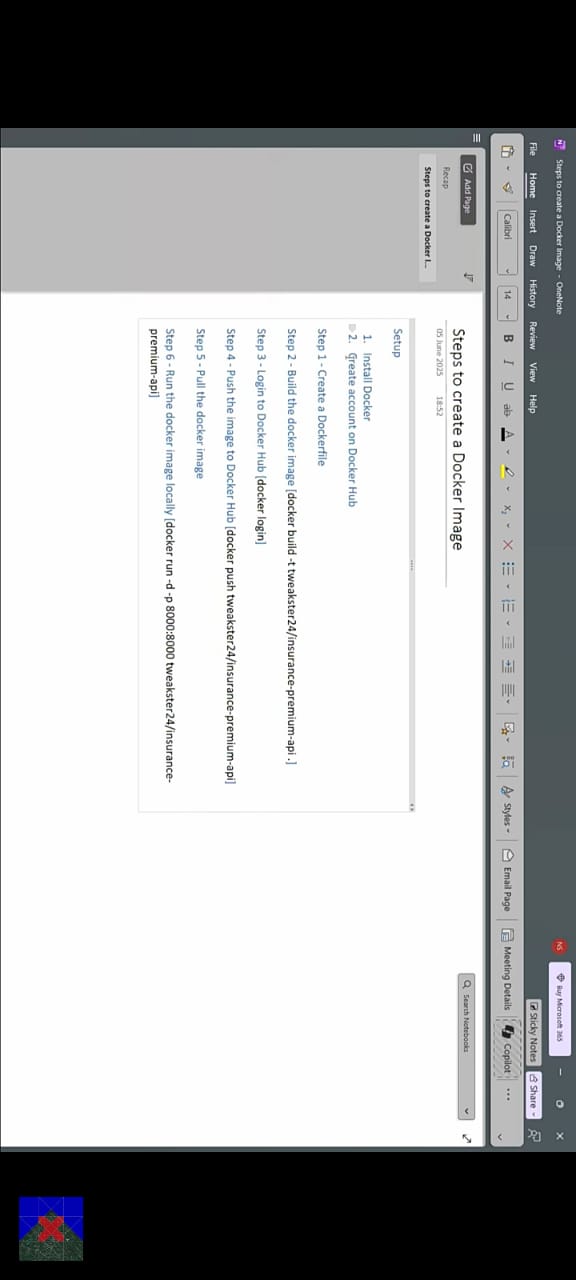 Steps to create a Docker Image - OneNote
Buy Microsoft 365
NS
File Home Insert Draw History Review View Help
Sticky Notes
Share
Calibri 14 B I U ab A X₂ Styles Email Page Meeting Details Copilot ...
Add Page
Search Notebooks
Recap
Steps to create a Docker I...
Steps to create a Docker Image
05 June 2025 18:52
Setup
1. Install Docker
2. Create account on Docker Hub
Step 1 - Create a Dockerfile
Step 2 - Build the docker image [docker build -t tweakster24/insurance-premium-api .]
Step 3 - Login to Docker Hub [docker login]
Step 4 - Push the image to Docker Hub [docker push tweakster24/insurance-premium-api]
Step 5 - Pull the docker image
Step 6 - Run the docker image locally [docker run -d -p 8000:8000 tweakster24/insurance-
premium-api]